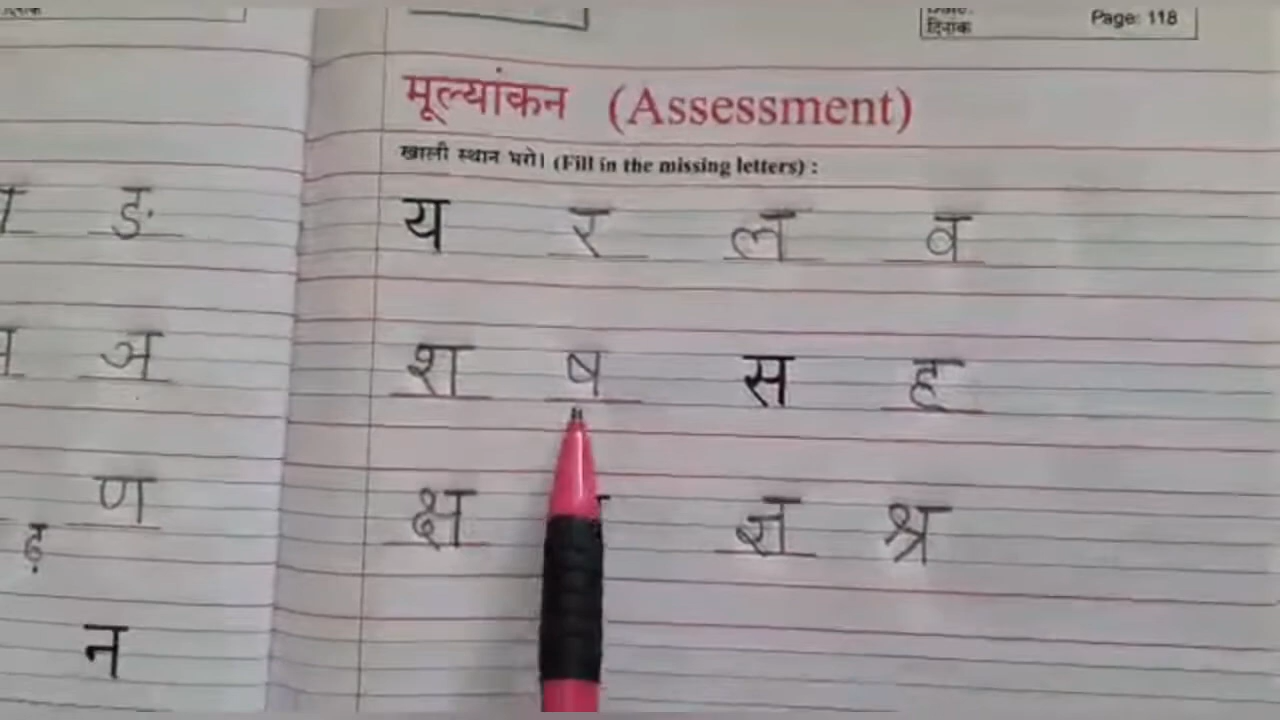 दिनांक
Page: 118
मूल्यांकन (Assessment)
खाली स्थान भरो। (Fill in the missing letters) :
य र ल व
श ष स ह
क्ष ज्ञ श्र
ङ
ञ
ण
ढ़
न